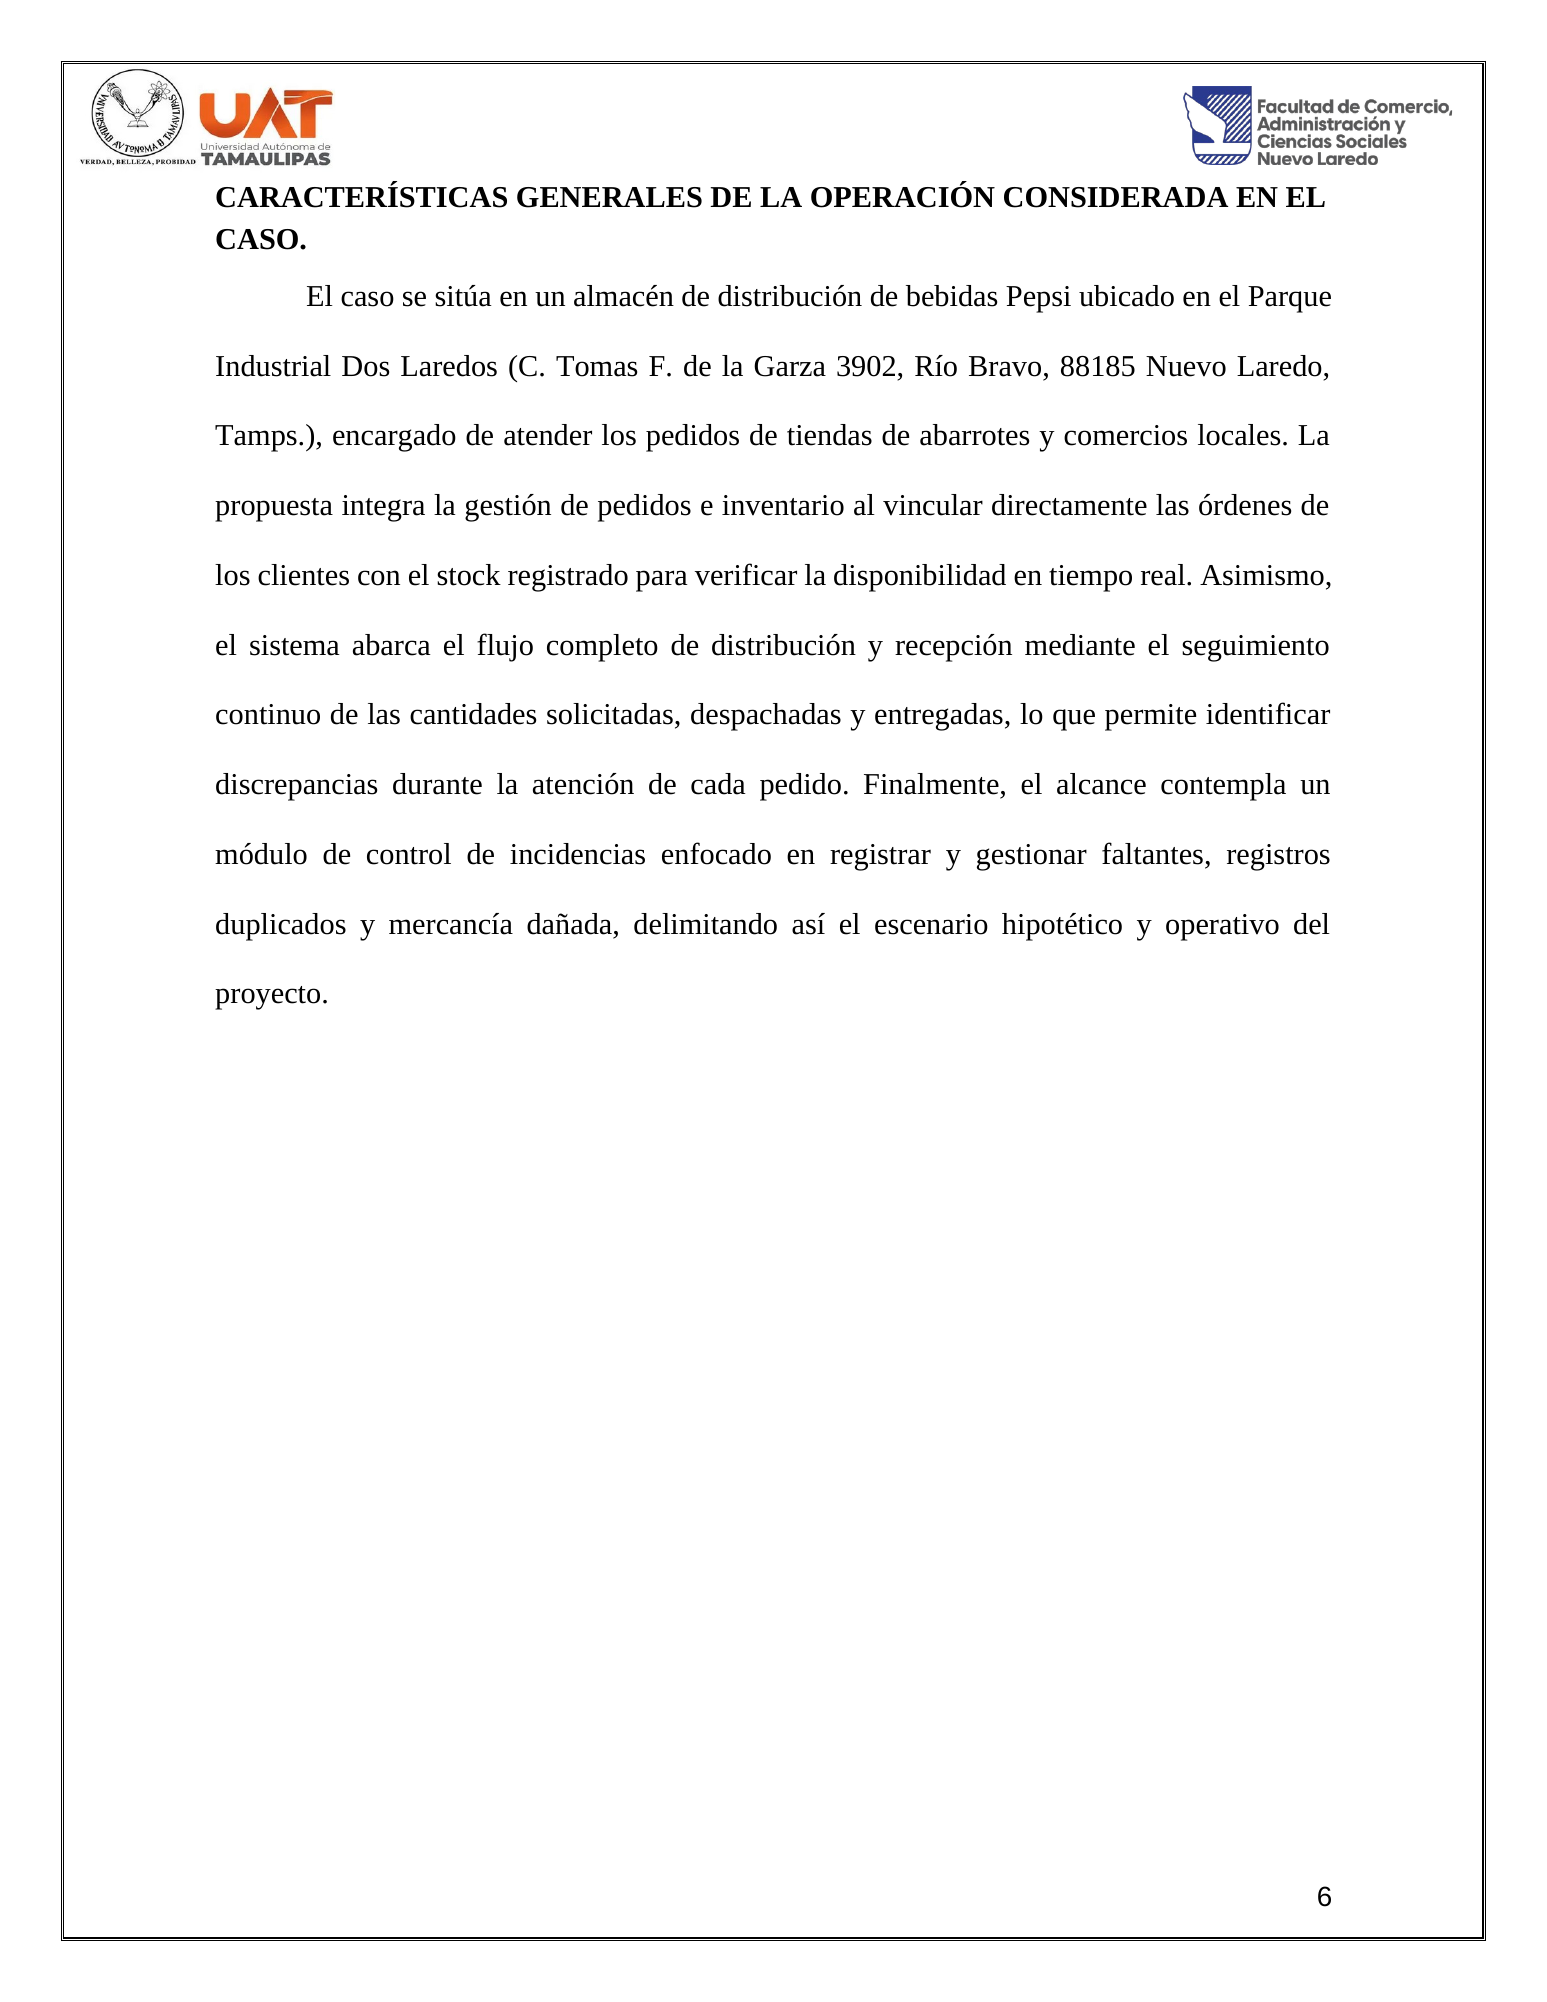 VNIVERSIDAD AVTONOMA D TAMAVLIPAS
VERDAD, BELLEZA, PROBIDAD
UAT
Universidad Autónoma de
TAMAULIPAS
Facultad de Comercio,
Administración y
Ciencias Sociales
Nuevo Laredo
CARACTERÍSTICAS GENERALES DE LA OPERACIÓN CONSIDERADA EN EL
CASO.
El caso se sitúa en un almacén de distribución de bebidas Pepsi ubicado en el Parque
Industrial Dos Laredos (C. Tomas F. de la Garza 3902, Río Bravo, 88185 Nuevo Laredo,
Tamps.), encargado de atender los pedidos de tiendas de abarrotes y comercios locales. La
propuesta integra la gestión de pedidos e inventario al vincular directamente las órdenes de
los clientes con el stock registrado para verificar la disponibilidad en tiempo real. Asimismo,
el sistema abarca el flujo completo de distribución y recepción mediante el seguimiento
continuo de las cantidades solicitadas, despachadas y entregadas, lo que permite identificar
discrepancias durante la atención de cada pedido. Finalmente, el alcance contempla un
módulo de control de incidencias enfocado en registrar y gestionar faltantes, registros
duplicados y mercancía dañada, delimitando así el escenario hipotético y operativo del
proyecto.
6